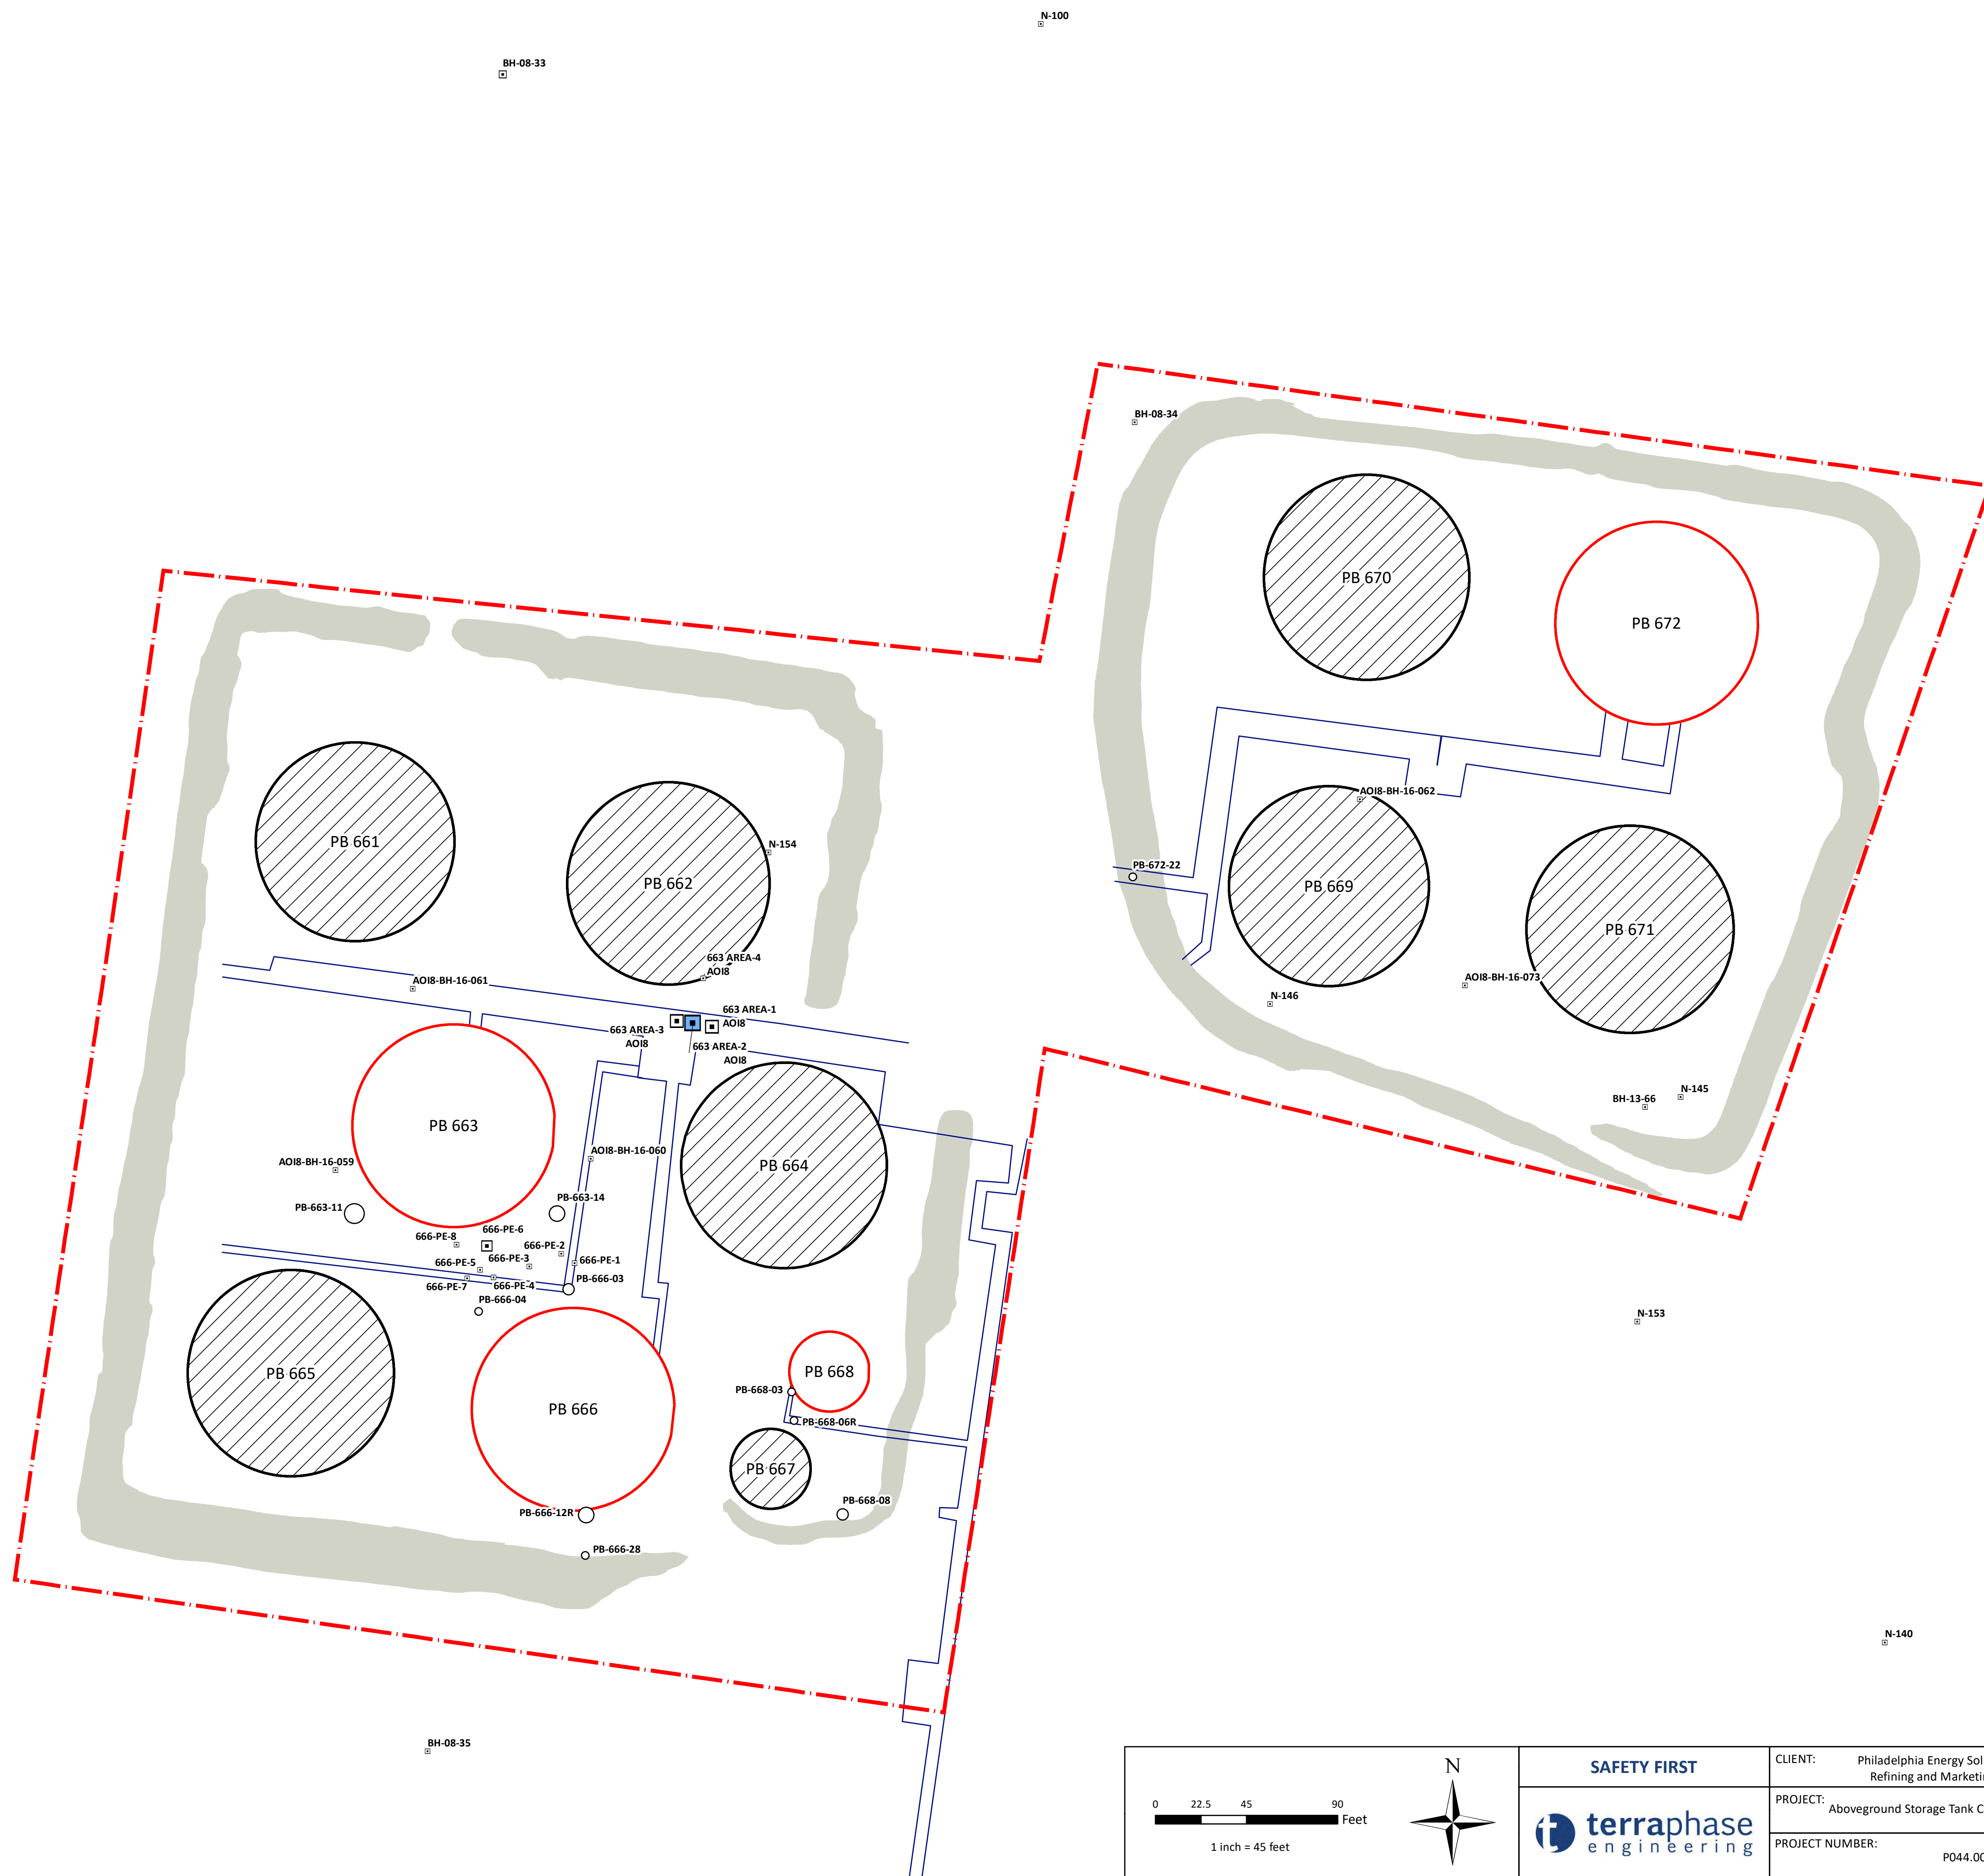 N-100
BH-08-33
BH-08-34
PB 670
PB 672
AOI8-BH-16-062
PB 661
N-154
PB 662
PB-672-22
PB 669
PB 671
663 AREA-4
AOI8
AOI8-BH-16-061
AOI8-BH-16-073
N-146
663 AREA-1
AOI8
663 AREA-3
AOI8
663 AREA-2
AOI8
N-145
BH-13-66
PB 663
AOI8-BH-16-060
AOI8-BH-16-059
PB 664
PB-663-14
PB-663-11
666-PE-6
666-PE-8
666-PE-2
666-PE-3
666-PE-5
666-PE-1
PB-666-03
666-PE-7
666-PE-4
PB-666-04
N-153
PB 665
PB 668
PB-668-03
PB 666
PB-668-06R
PB 667
PB-668-08
PB-666-12R
PB-666-28
N-140
BH-08-35
0 22.5 45 90
Feet
1 inch = 45 feet
N
SAFETY FIRST
terraphase
engineering
CLIENT:
Philadelphia Energy Sol
Refining and Marketi
PROJECT:
Aboveground Storage Tank C
PROJECT NUMBER:
P044.00